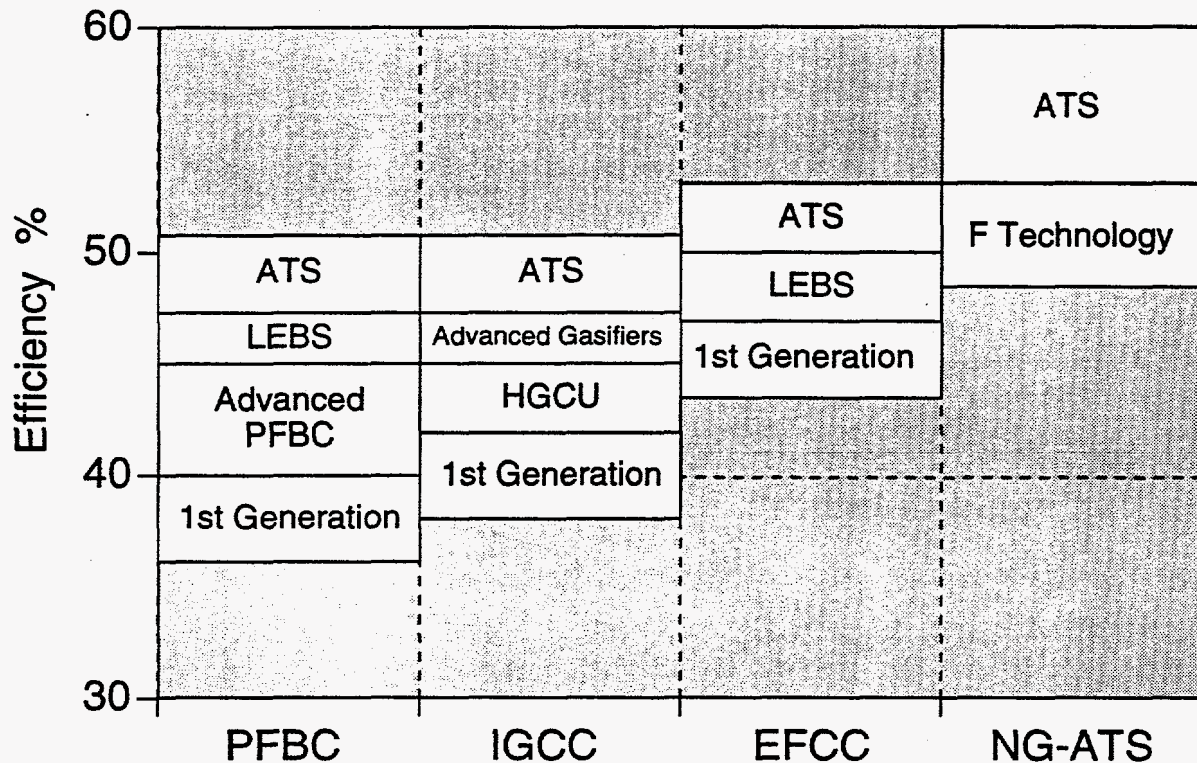 60
50
40
30
Efficiency %
ATS
LEBS
Advanced
PFBC
1st Generation
ATS
Advanced Gasifiers
HGCU
1st Generation
ATS
LEBS
1st Generation
ATS
F Technology
PFBC
IGCC
EFCC
NG-ATS